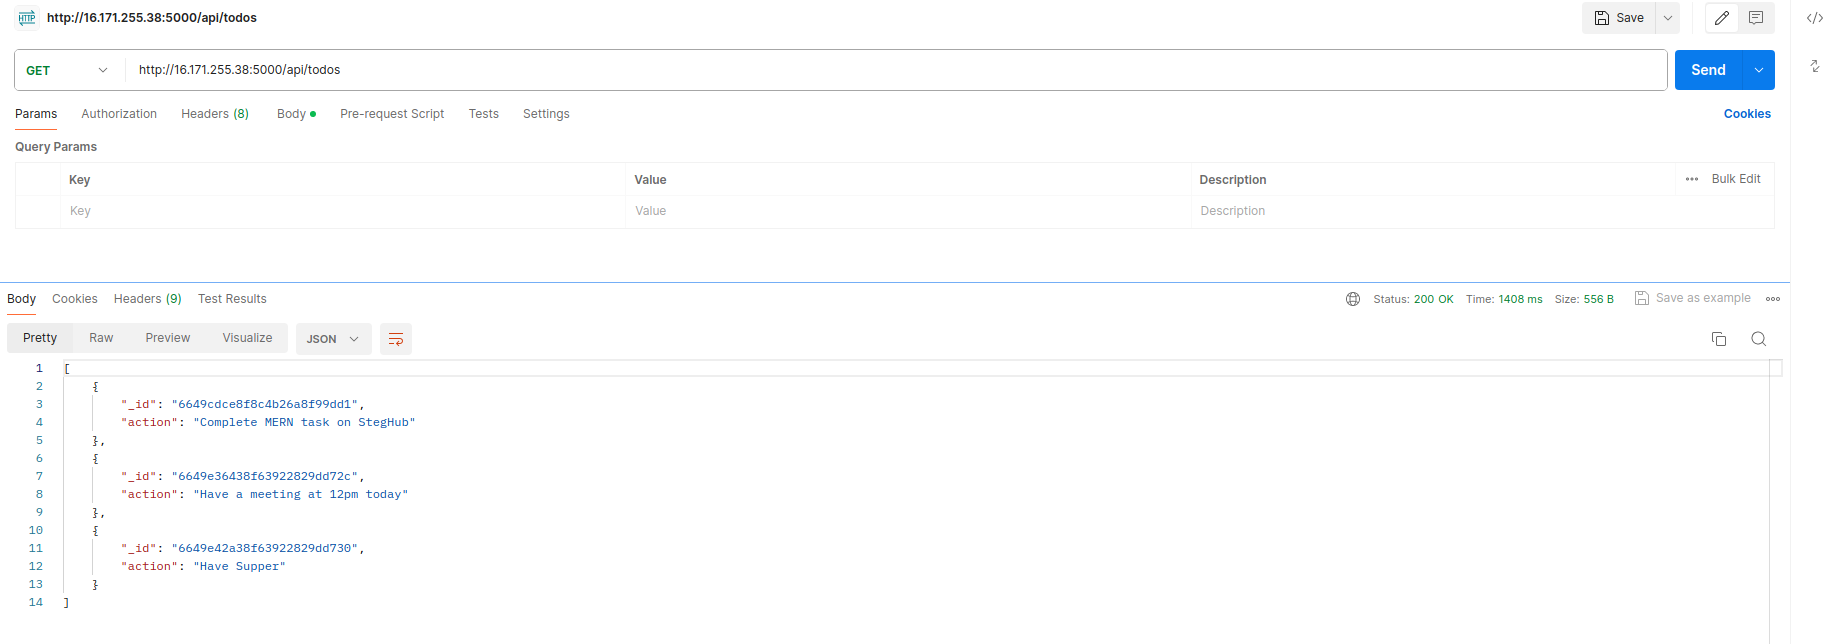 HTTP http://16.171.255.38:5000/api/todos Save </>
GET http://16.171.255.38:5000/api/todos Send
Params Authorization Headers (8) Body Pre-request Script Tests Settings Cookies
Query Params
Key Value Description ••• Bulk Edit
Key Value Description
Body Cookies Headers (9) Test Results Status: 200 OK Time: 1408 ms Size: 556 B Save as example
Pretty Raw Preview Visualize JSON
1 [
2 {
3 "_id": "6649cdce8f8c4b26a8f99dd1",
4 "action": "Complete MERN task on StegHub"
5 },
6 {
7 "_id": "6649e36438f63922829dd72c",
8 "action": "Have a meeting at 12pm today"
9 },
10 {
11 "_id": "6649e42a38f63922829dd730",
12 "action": "Have Supper"
13 }
14 ]